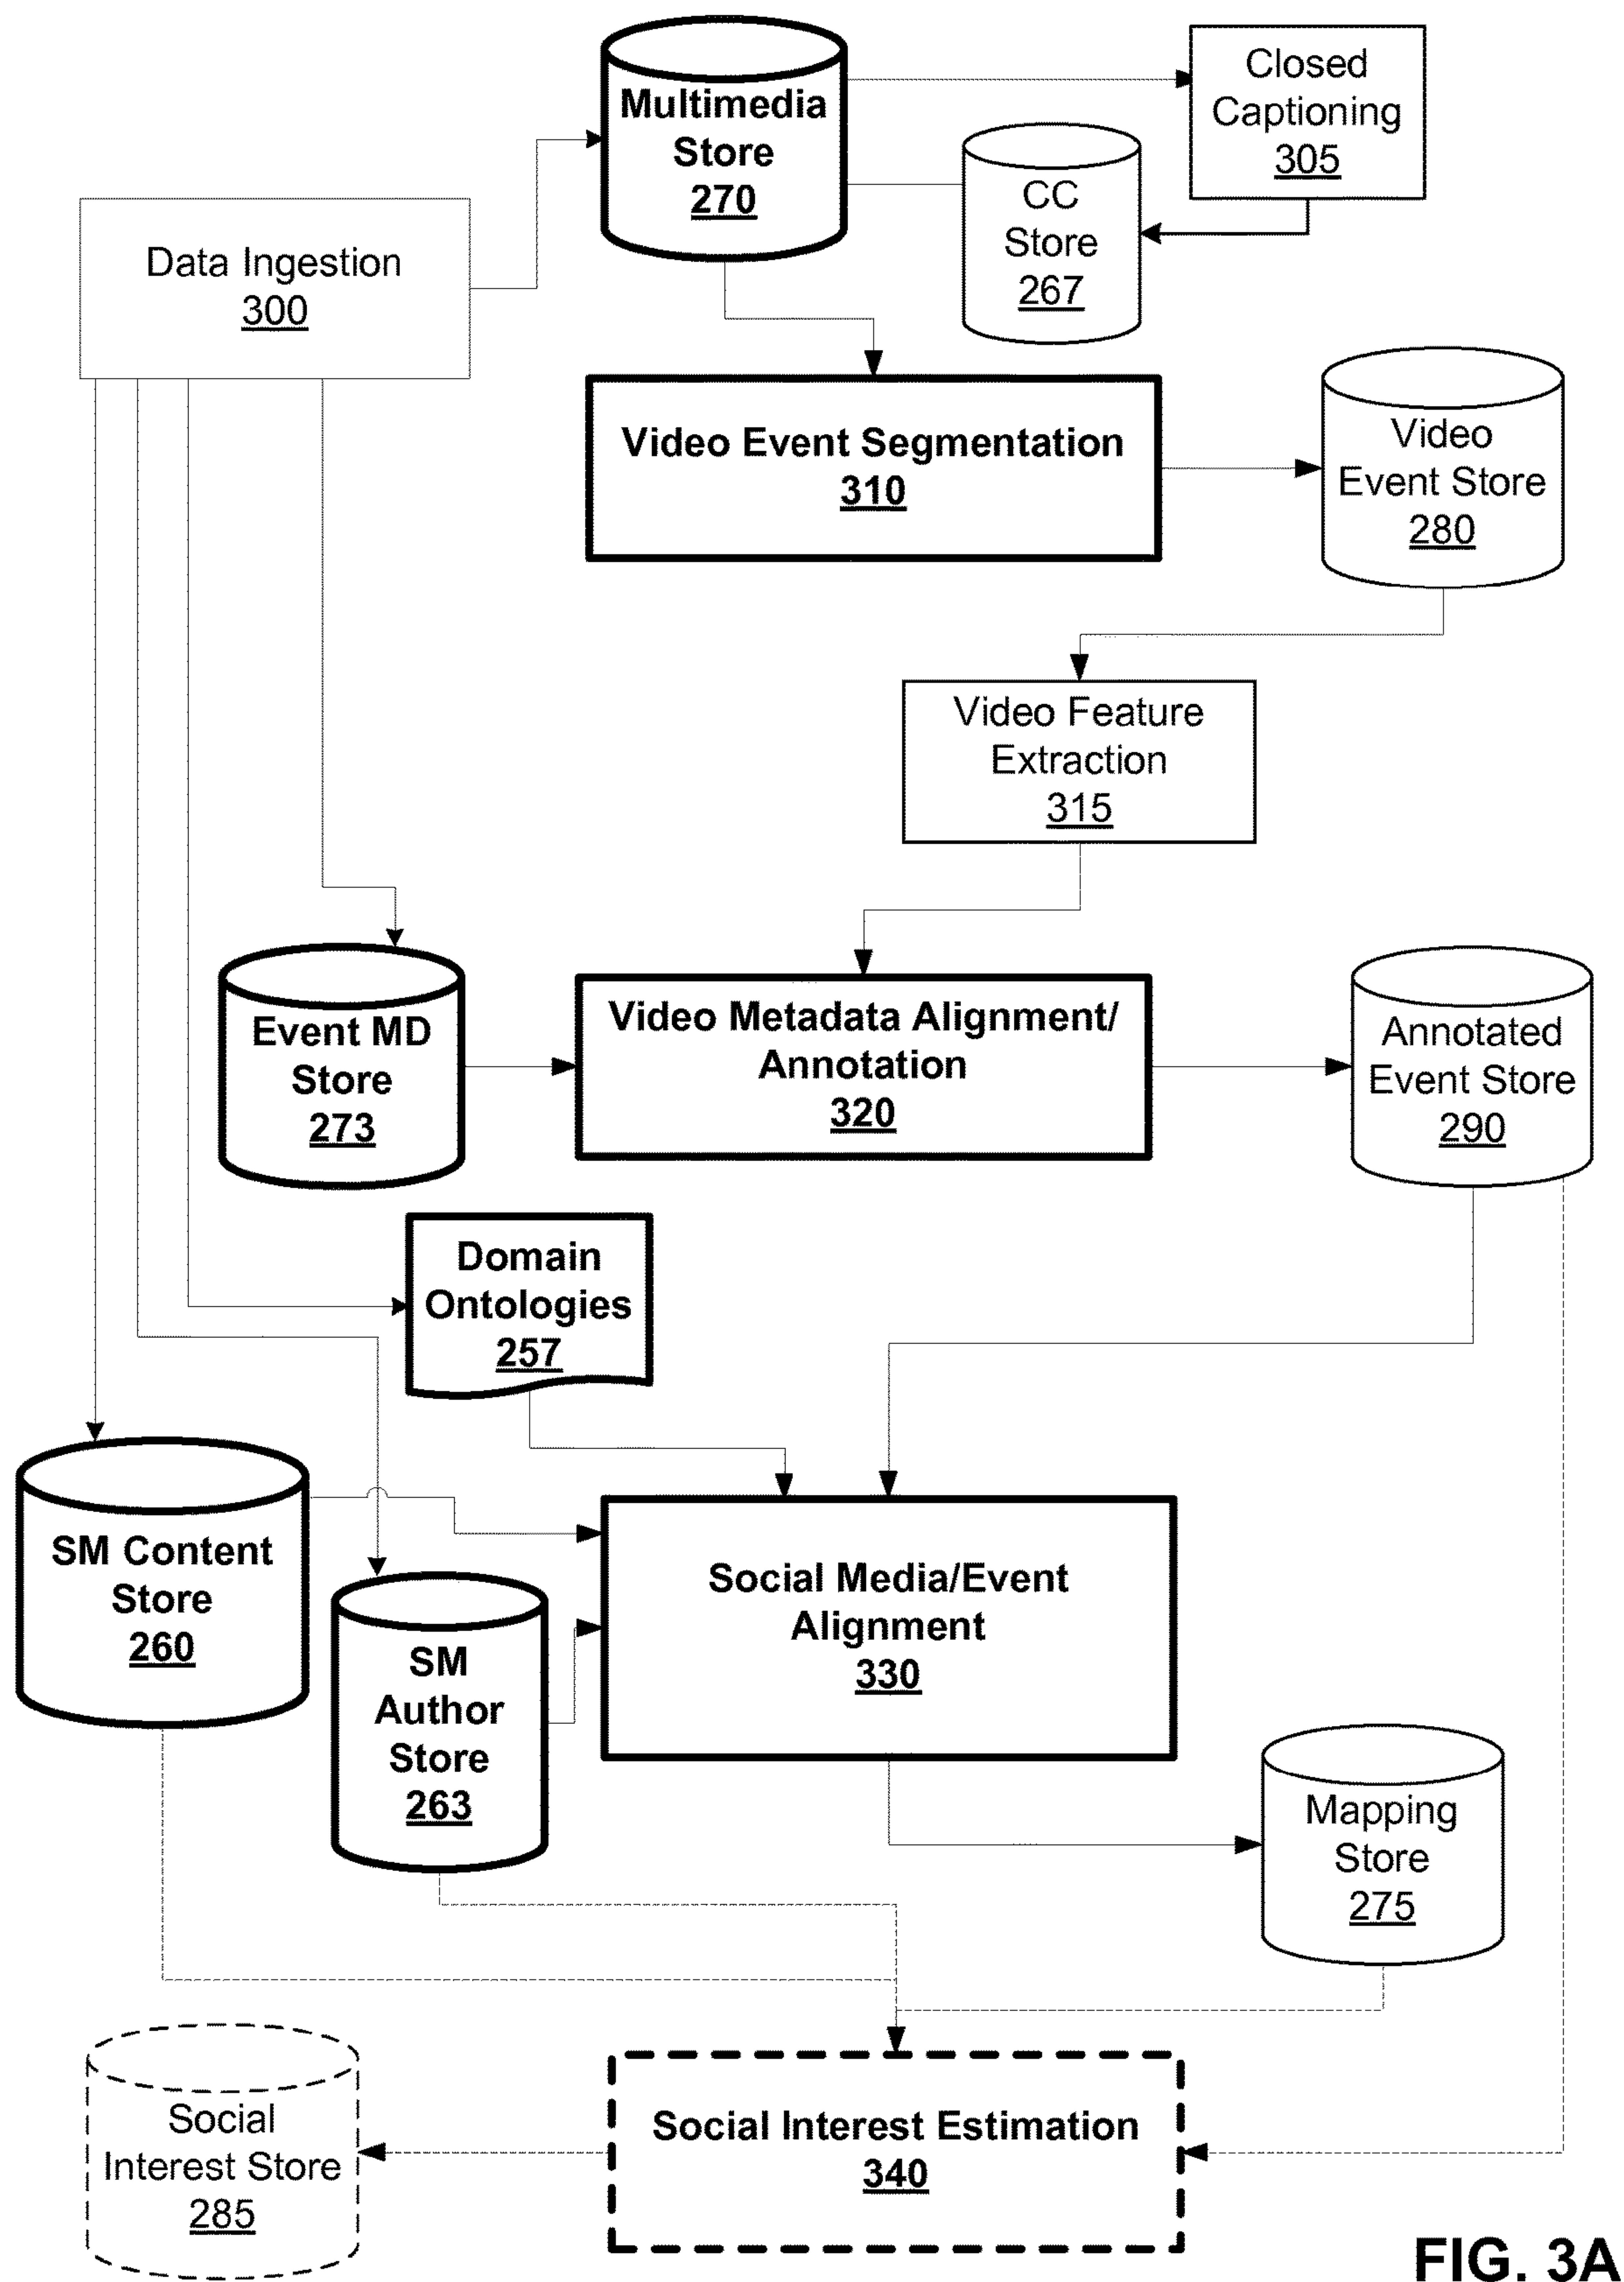 Multimedia
Store
270
Closed
Captioning
305
CC
Store
267
Data Ingestion
300
Video Event Segmentation
310
Video
Event Store
280
Video Feature
Extraction
315
Event MD
Store
273
Video Metadata Alignment/
Annotation
320
Annotated
Event Store
290
Domain
Ontologies
257
SM Content
Store
260
SM
Author
Store
263
Social Media/Event
Alignment
330
Mapping
Store
275
Social
Interest Store
285
Social Interest Estimation
340
FIG. 3A